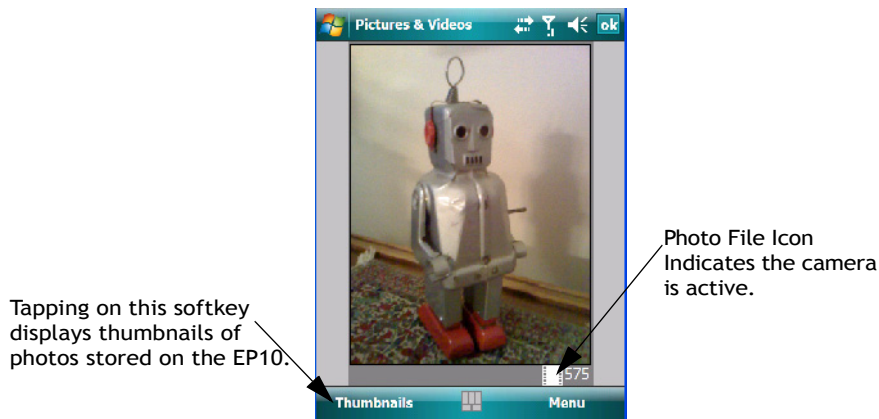 Pictures & Videos
ok
Photo File Icon
Indicates the camera
is active.
Tapping on this softkey
displays thumbnails of
photos stored on the EP10.
575
Thumbnails
Menu